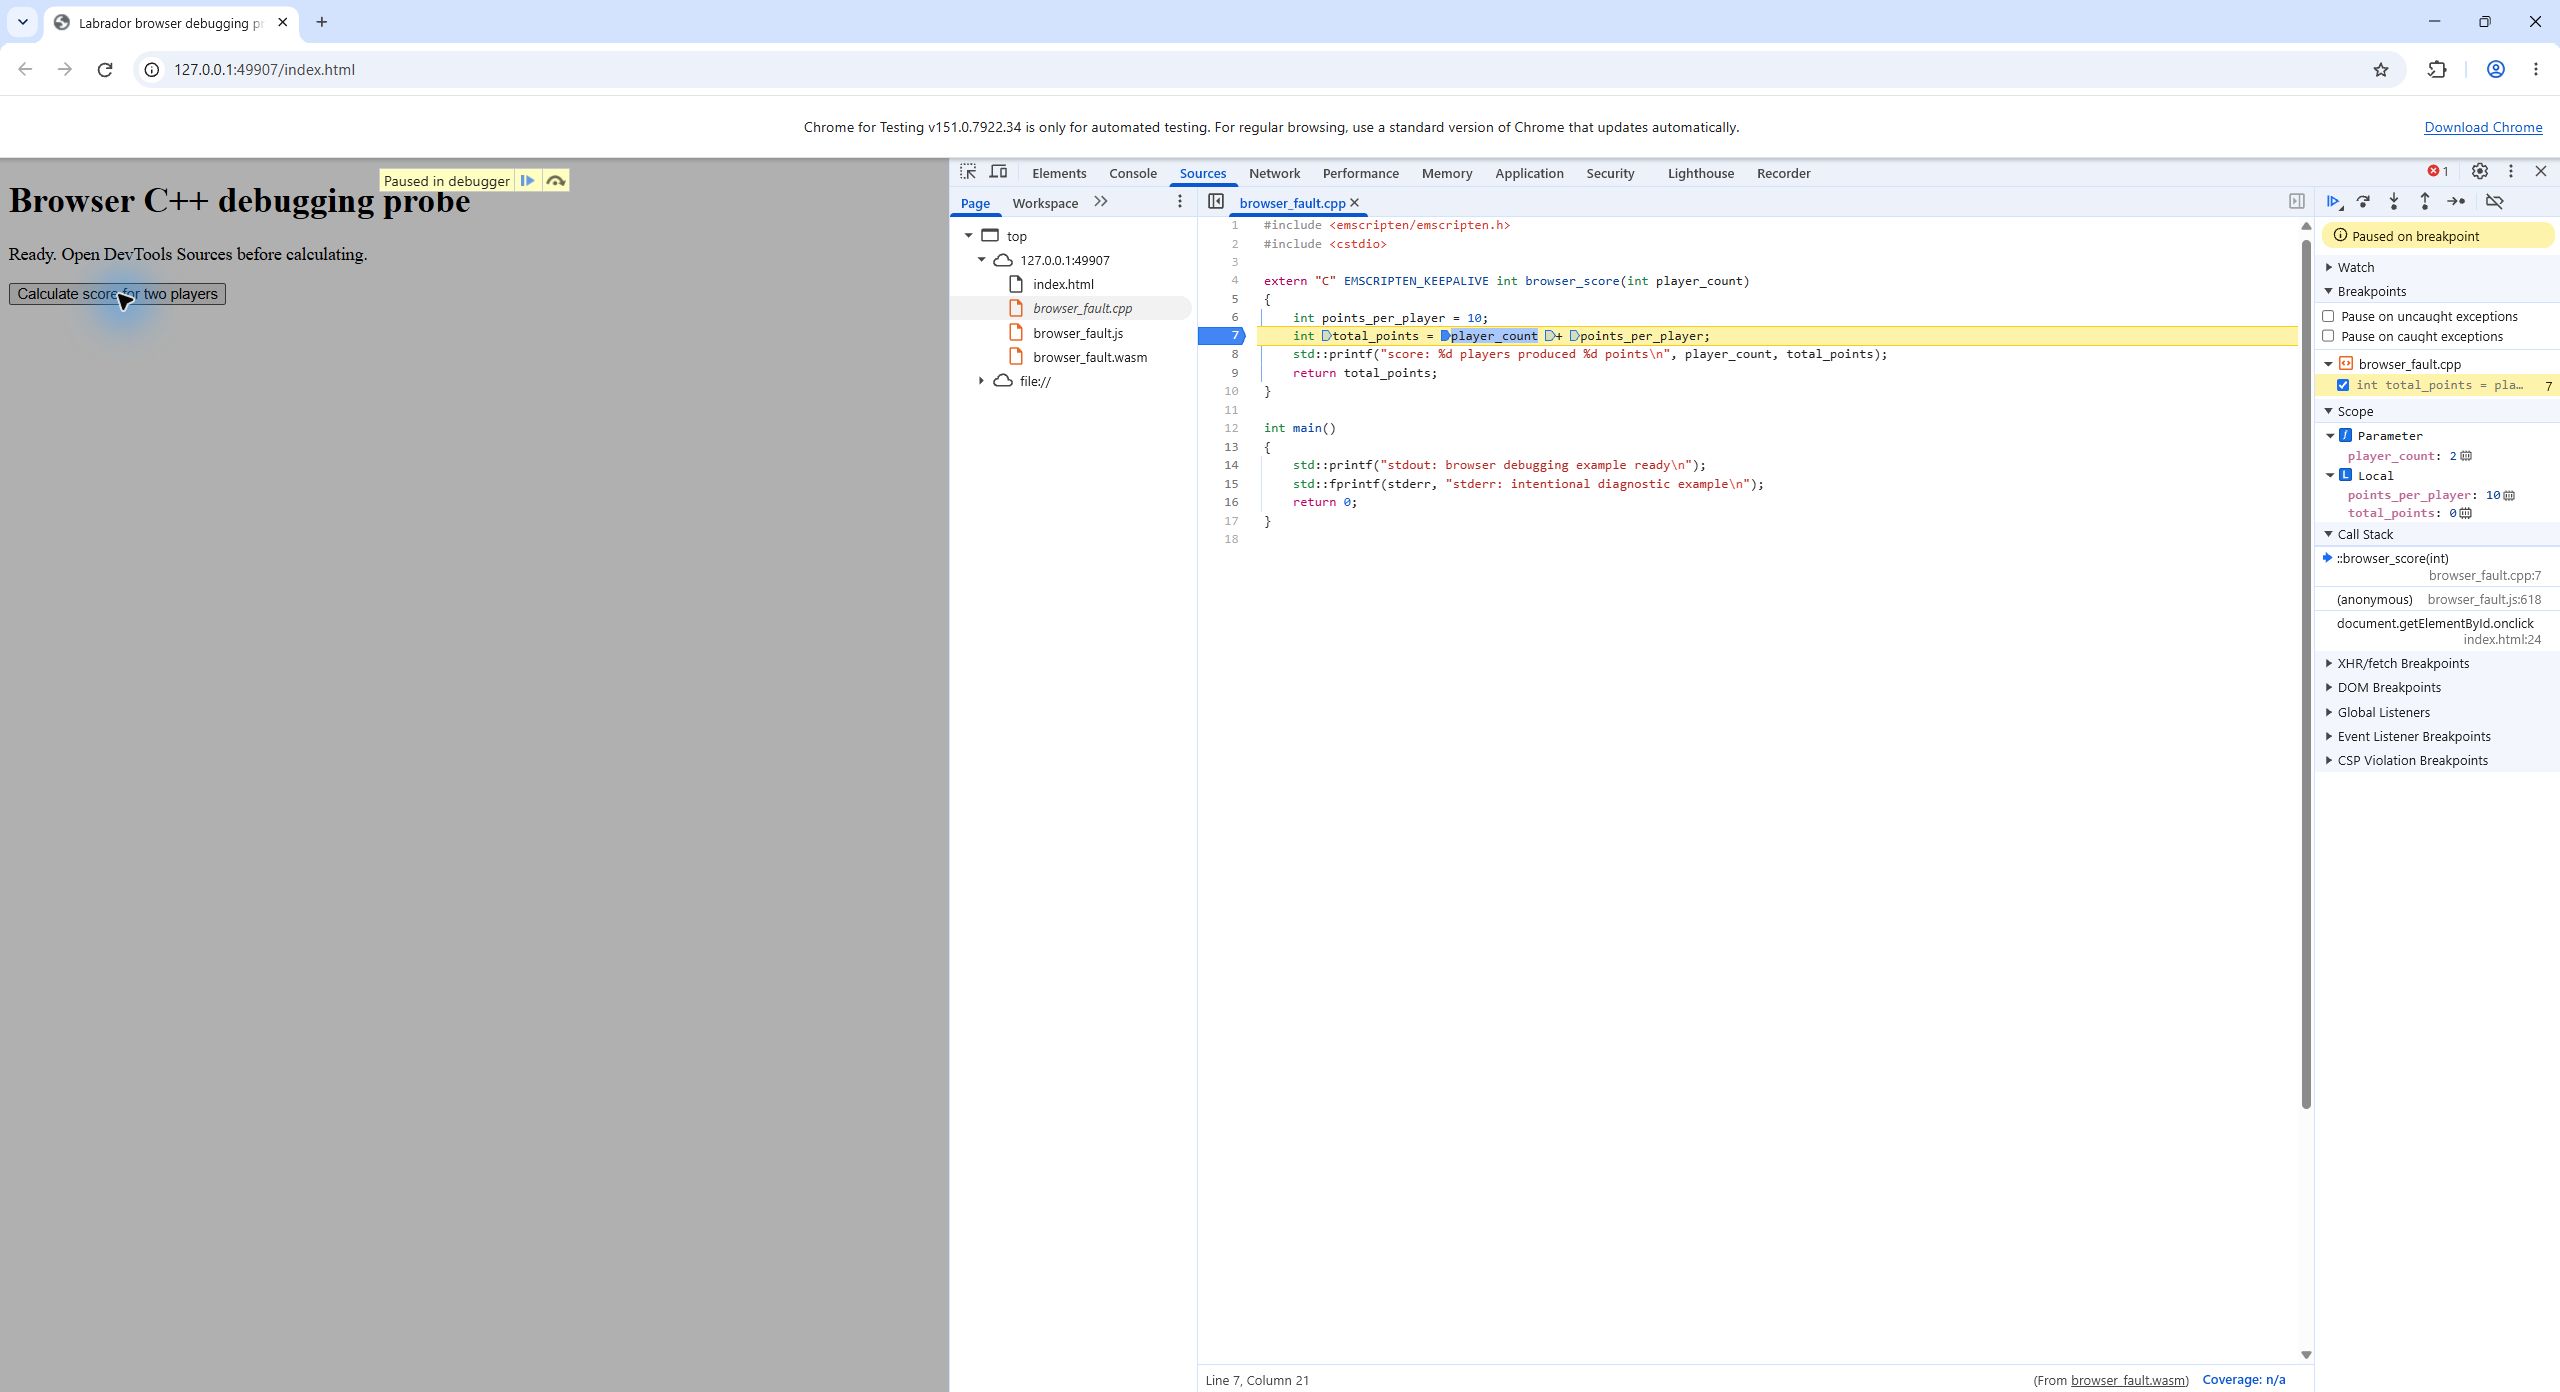 Labrador browser debugging p
127.0.0.1:49907/index.html
Chrome for Testing v151.0.7922.34 is only for automated testing. For regular browsing, use a standard version of Chrome that updates automatically.
Download Chrome
Paused in debugger
Browser C++ debugging probe
Ready. Open DevTools Sources before calculating.
Calculate score for two players
Elements Console Sources Network Performance Memory Application Security Lighthouse Recorder
1
Page Workspace
top
127.0.0.1:49907
index.html
browser_fault.cpp
browser_fault.js
browser_fault.wasm
file://
browser_fault.cpp
1 #include <emscripten/emscripten.h>
2 #include <cstdio>
3
4 extern "C" EMSCRIPTEN_KEEPALIVE int browser_score(int player_count)
5 {
6 int points_per_player = 10;
7 int total_points = player_count + points_per_player;
8 std::printf("score: %d players produced %d points\n", player_count, total_points);
9 return total_points;
10 }
11
12 int main()
13 {
14 std::printf("stdout: browser debugging example ready\n");
15 std::fprintf(stderr, "stderr: intentional diagnostic example\n");
16 return 0;
17 }
18
Line 7, Column 21
(From browser_fault.wasm) Coverage: n/a
Paused on breakpoint
Watch
Breakpoints
Pause on uncaught exceptions
Pause on caught exceptions
browser_fault.cpp
int total_points = pla… 7
Scope
Parameter
player_count: 2
Local
points_per_player: 10
total_points: 0
Call Stack
::browser_score(int)
browser_fault.cpp:7
(anonymous) browser_fault.js:618
document.getElementById.onclick
index.html:24
XHR/fetch Breakpoints
DOM Breakpoints
Global Listeners
Event Listener Breakpoints
CSP Violation Breakpoints